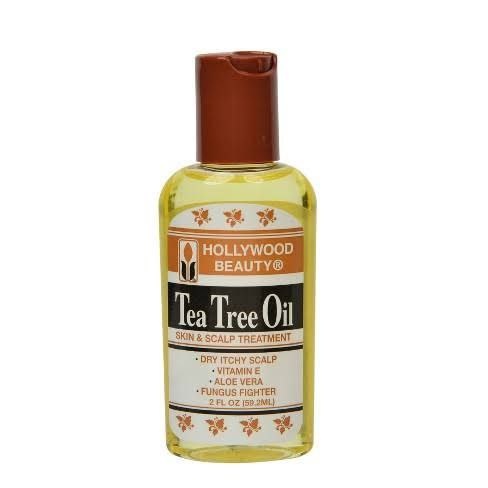 HOLLYWOOD
BEAUTY®
Tea Tree Oil
SKIN & SCALP TREATMENT
• DRY ITCHY SCALP
• VITAMIN E
• ALOE VERA
• FUNGUS FIGHTER
2 FL OZ (59.2ML)